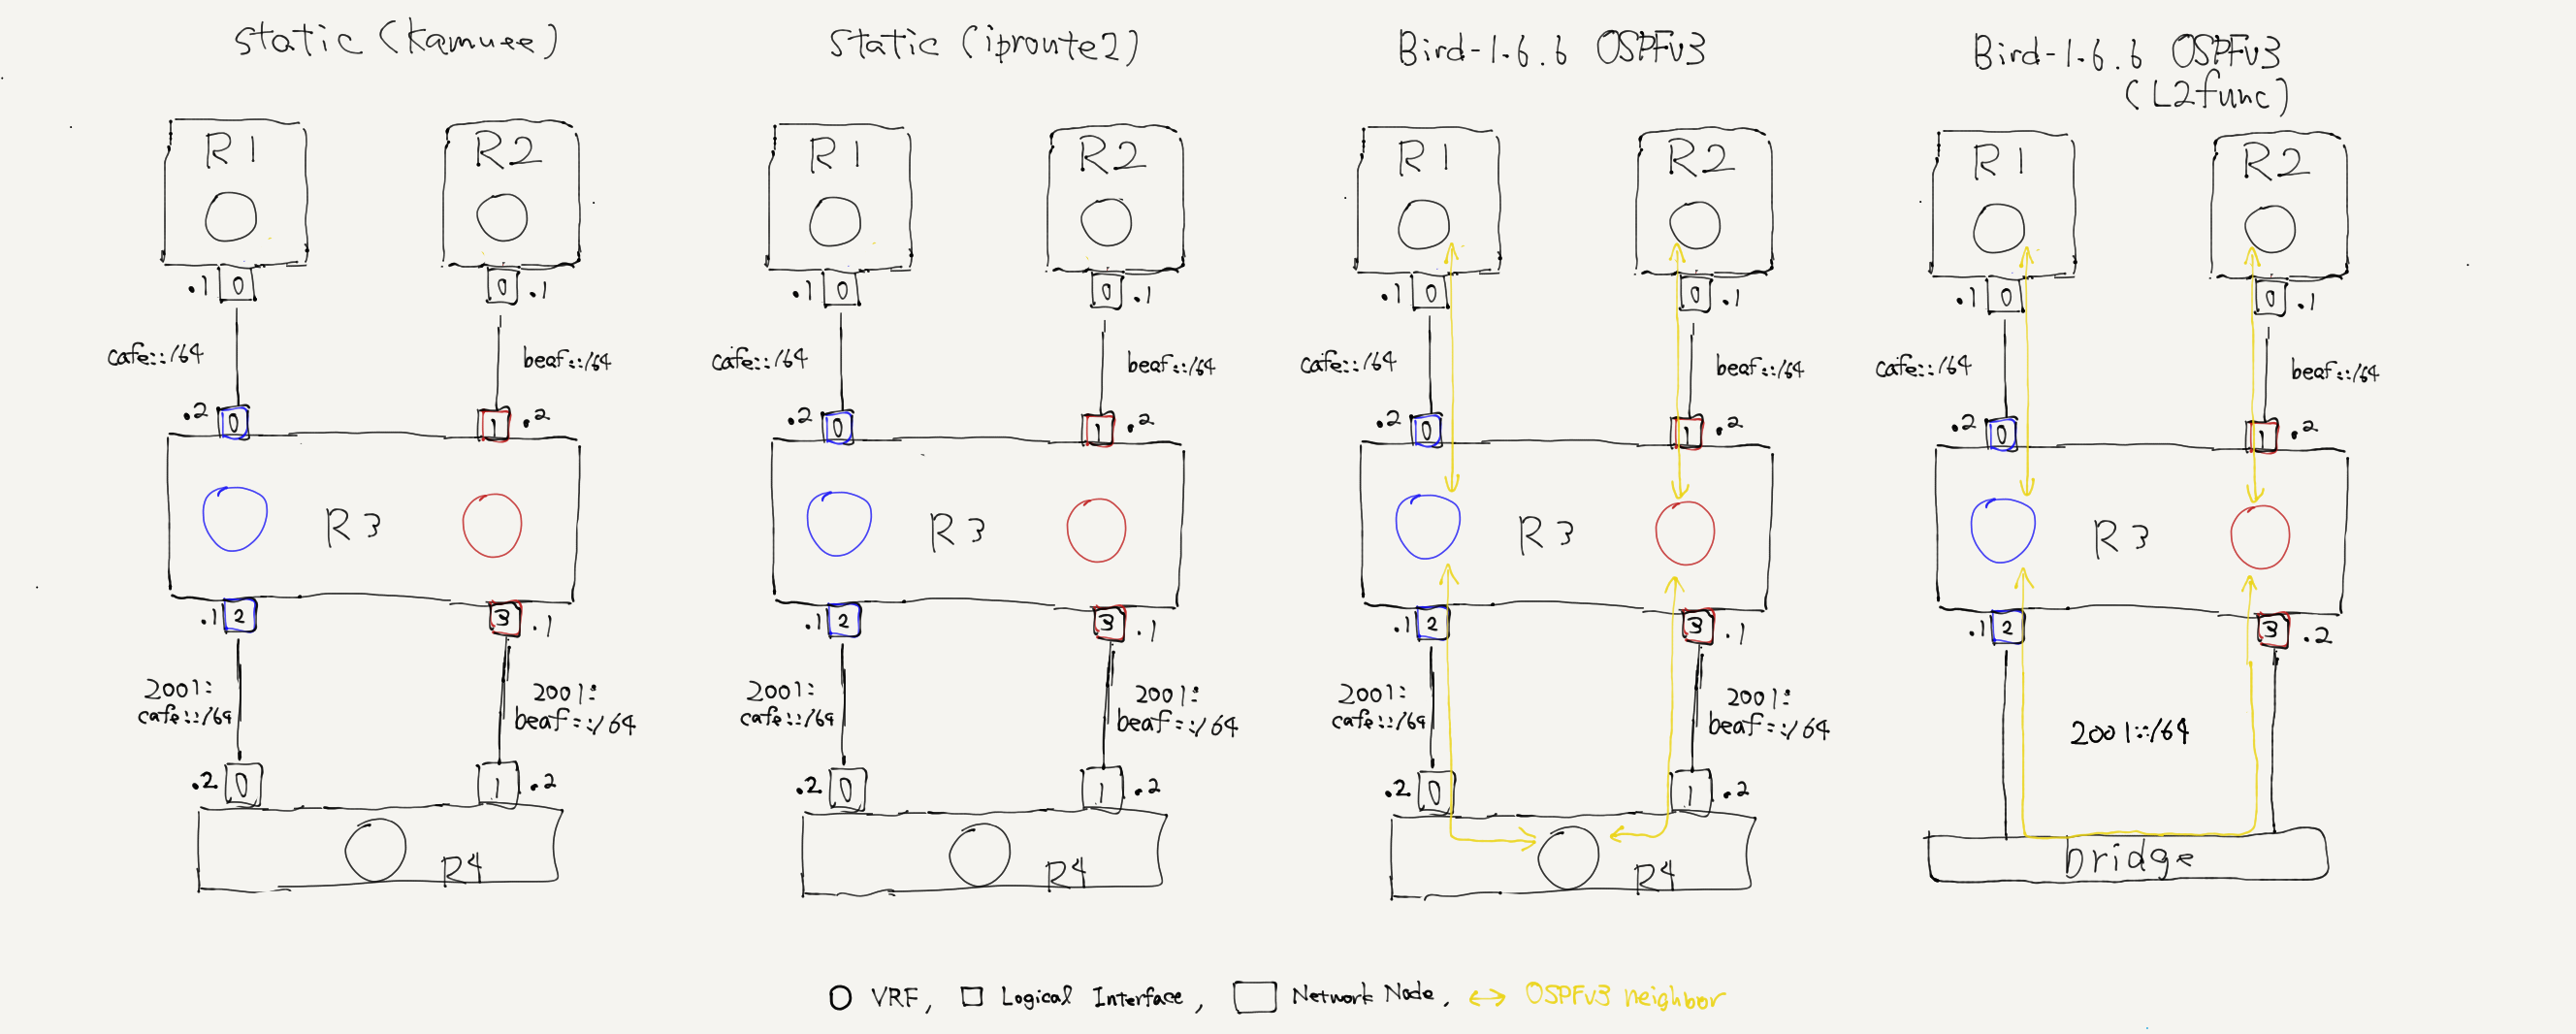 static (kamuee)
R1
R2
.1 0
0 .1
cafe::/64
beaf::/64
.2 0
1 .2
R3
.1 2
3 .1
2001:
cafe::/64
2001:
beaf::/64
.2 0
1 .2
R4
static (iproute2)
R1
R2
.1 0
0 .1
cafe::/64
beaf::/64
.2 0
1 .2
R3
.1 2
3 .1
2001:
cafe::/64
2001:
beaf::/64
.2 0
1 .2
R4
Bird-1.6.6 OSPFv3
R1
R2
.1 0
0 .1
cafe::/64
beaf::/64
.2 0
1 .2
R3
.1 2
3 .1
2001:
cafe::/64
2001:
beaf::/64
.2 0
1 .2
R4
Bird-1.6.6 OSPFv3
(L2func)
R1
R2
.1 0
0 .1
cafe::/64
beaf::/64
.2 0
1 .2
R3
.1 2
3 .2
2001::/64
bridge
VRF, Logical Interface, Network Node, OSPFv3 neighbor